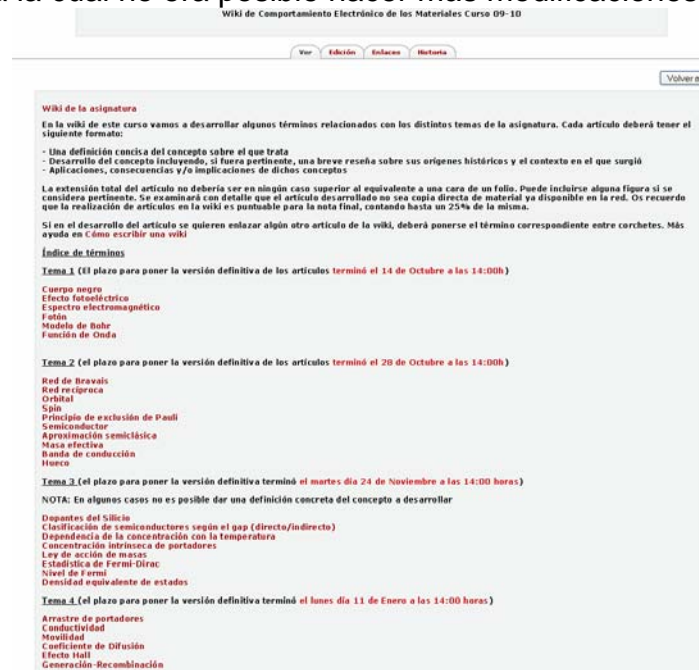 a la cual no era posible hacer más modificaciones
Wiki de Comportamiento Electrónico de los Materiales Curso 09-10
Ver Edición Enlaces Historia
Volver a
Wiki de la asignatura
En la wiki de este curso vamos a desarrollar algunos términos relacionados con los distintos temas de la asignatura. Cada artículo deberá tener el
siguiente formato:
- Una definición concisa del concepto sobre el que trata
- Desarrollo del concepto incluyendo, si fuera pertinente, una breve reseña sobre sus orígenes históricos y el contexto en el que surgió
- Aplicaciones, consecuencias y/o implicaciones de dichos conceptos
La extensión total del artículo no debería ser en ningún caso superior al equivalente a una cara de un folio. Puede incluirse alguna figura si se
considera pertinente. Se examinará con detalle que el artículo desarrollado no sea copia directa de material ya disponible en la red. Os recuerdo
que la realización de artículos en la wiki es puntuable para la nota final, contando hasta un 25% de la misma.
Si en el desarrollo del artículo se quieren enlazar algún otro artículo de la wiki, deberá ponerse el término correspondiente entre corchetes. Más
ayuda en Cómo escribir una wiki
Índice de términos
Tema 1 (El plazo para poner la versión definitiva de los artículos terminó el 14 de Octubre a las 14:00h)
Cuerpo negro
Efecto fotoeléctrico
Espectro electromagnético
Fotón
Modelo de Bohr
Función de Onda
Tema 2 (el plazo para poner la versión definitiva de los artículos terminó el 28 de Octubre a las 14:00h)
Red de Bravais
Red recíproca
Orbital
Spin
Principio de exclusión de Pauli
Semiconductor
Aproximación semiclásica
Masa efectiva
Banda de conducción
Hueco
Tema 3 (el plazo para poner la versión definitiva terminó el martes día 24 de Noviembre a las 14:00 horas)
NOTA: En algunos casos no es posible dar una definición concreta del concepto a desarrollar
Dopantes del Silicio
Clasificación de semiconductores según el gap (directo/indirecto)
Dependencia de la concentración con la temperatura
Concentración intrínseca de portadores
Ley de acción de masas
Estadística de Fermi-Dirac
Nivel de Fermi
Densidad equivalente de estados
Tema 4 (el plazo para poner la versión definitiva terminó el lunes día 11 de Enero a las 14:00 horas)
Arrastre de portadores
Conductividad
Movilidad
Coeficiente de Difusión
Efecto Hall
Generación-Recombinación